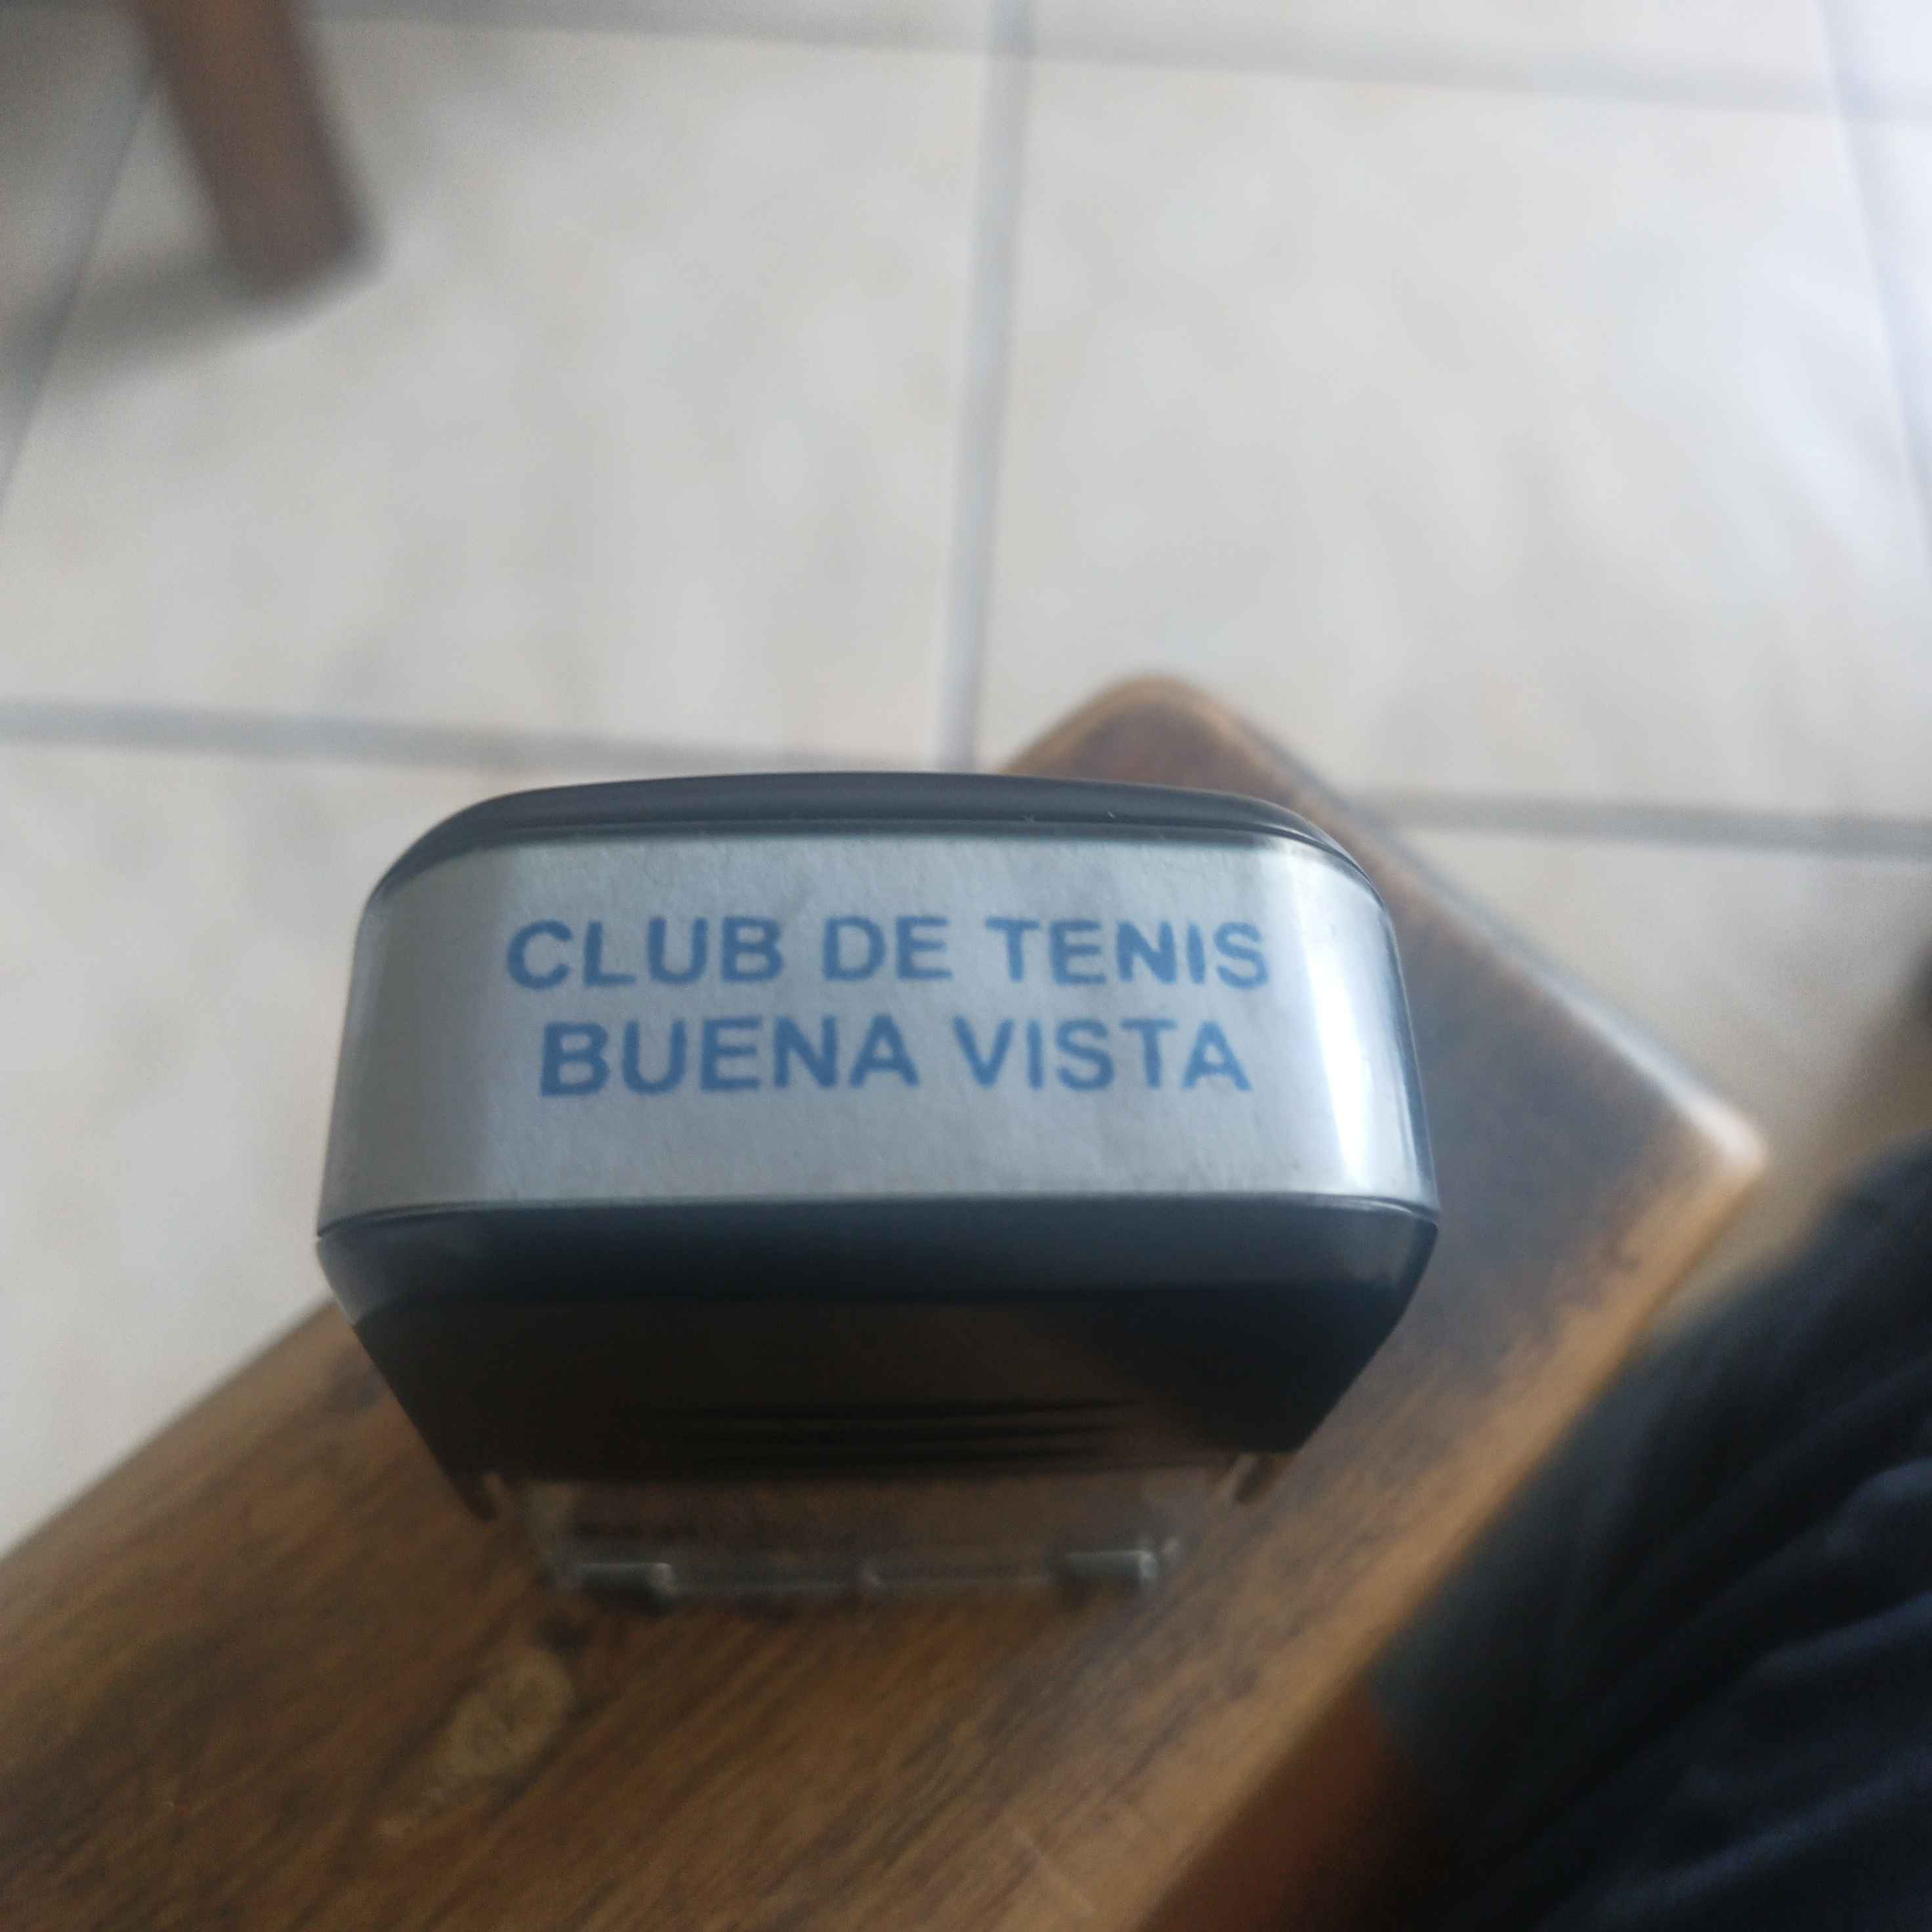 CLUB DE TENIS
BUENA VISTA